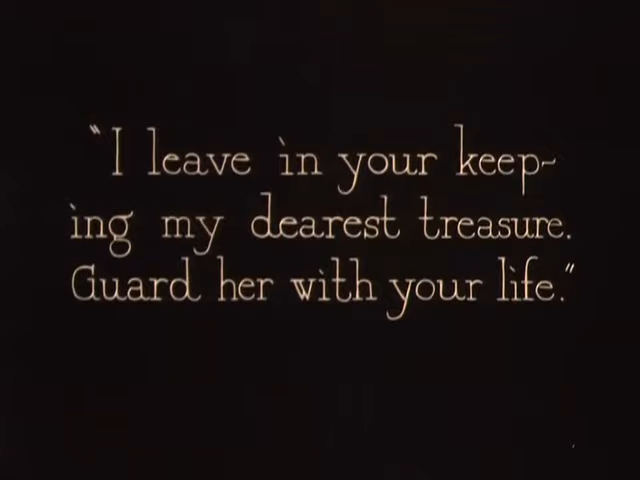 "I leave in your keep-
ing my dearest treasure.
Guard her with your life."